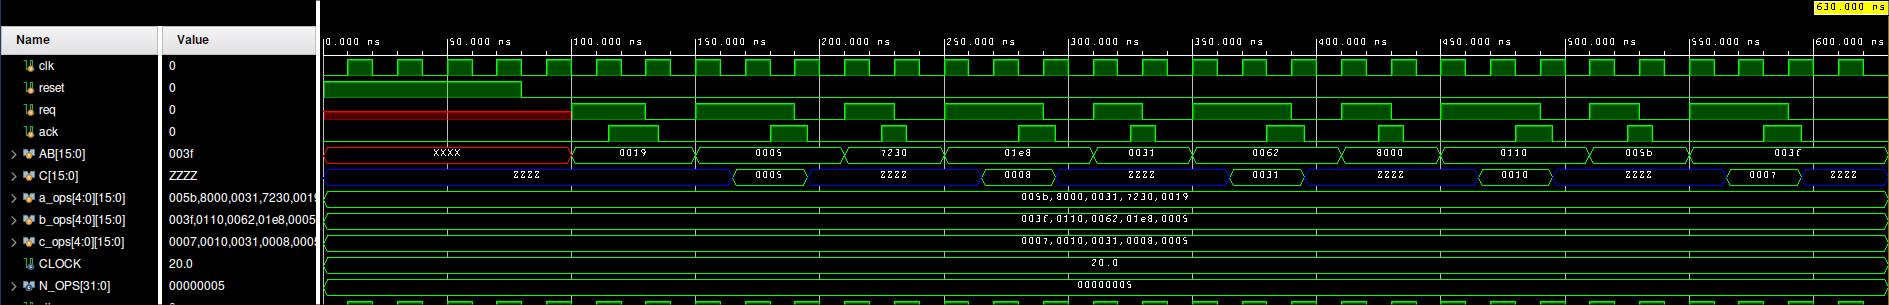 630.000 ns
Name Value
0.000 ns 50.000 ns 100.000 ns 150.000 ns 200.000 ns 250.000 ns 300.000 ns 350.000 ns 400.000 ns 450.000 ns 500.000 ns 550.000 ns 600.000 ns
clk 0
reset 0
req 0
ack 0
AB[15:0] 003f XXXX 0019 0005 7230 01e8 0031 0062 8000 0110 005b 003f
C[15:0] ZZZZ ZZZZ 0005 ZZZZ 0008 ZZZZ 0031 ZZZZ 0010 ZZZZ 0007 ZZZZ
a_ops[4:0][15:0] 005b,8000,0031,7230,0019 005b,8000,0031,7230,0019
b_ops[4:0][15:0] 003f,0110,0062,01e8,0005 003f,0110,0062,01e8,0005
c_ops[4:0][15:0] 0007,0010,0031,0008,0005 0007,0010,0031,0008,0005
CLOCK 20.0 20.0
N_OPS[31:0] 00000005 00000005